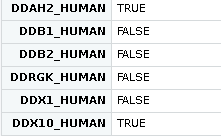 DDAH2_HUMAN TRUE
DDB1_HUMAN FALSE
DDB2_HUMAN FALSE
DDRGK_HUMAN FALSE
DDX1_HUMAN FALSE
DDX10_HUMAN TRUE